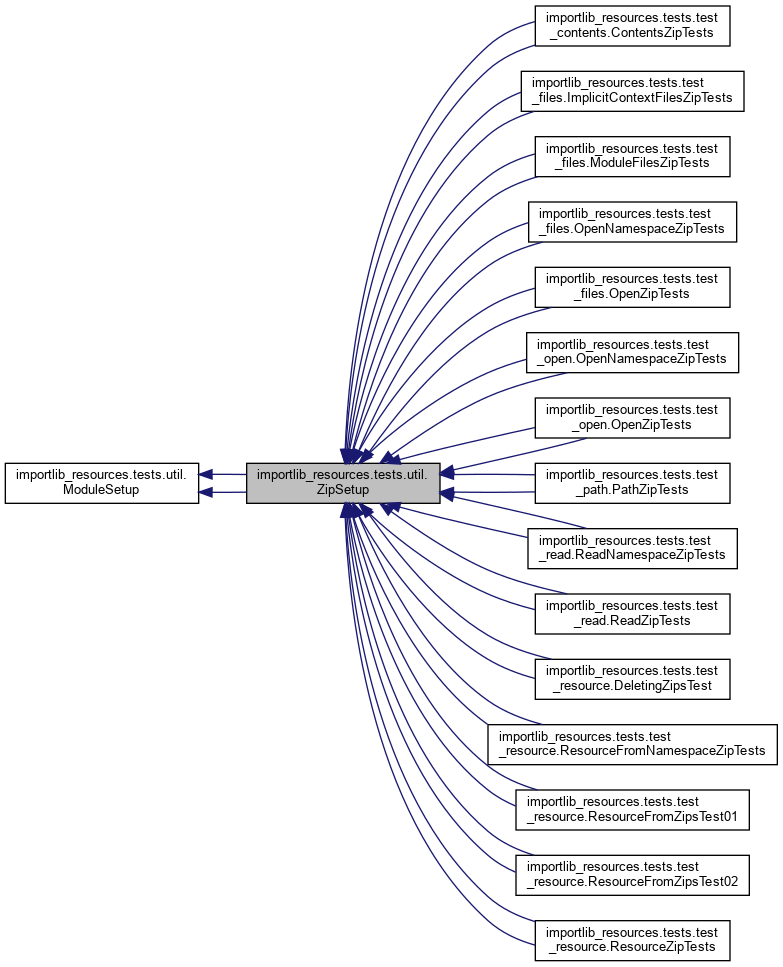 importlib_resources.tests.test
_contents.ContentsZipTests
importlib_resources.tests.test
_files.ImplicitContextFilesZipTests
importlib_resources.tests.test
_files.ModuleFilesZipTests
importlib_resources.tests.test
_files.OpenNamespaceZipTests
importlib_resources.tests.test
_files.OpenZipTests
importlib_resources.tests.test
_open.OpenNamespaceZipTests
importlib_resources.tests.test
_open.OpenZipTests
importlib_resources.tests.util.
ModuleSetup
importlib_resources.tests.util.
ZipSetup
importlib_resources.tests.test
_path.PathZipTests
importlib_resources.tests.test
_read.ReadNamespaceZipTests
importlib_resources.tests.test
_read.ReadZipTests
importlib_resources.tests.test
_resource.DeletingZipsTest
importlib_resources.tests.test
_resource.ResourceFromNamespaceZipTests
importlib_resources.tests.test
_resource.ResourceFromZipsTest01
importlib_resources.tests.test
_resource.ResourceFromZipsTest02
importlib_resources.tests.test
_resource.ResourceZipTests